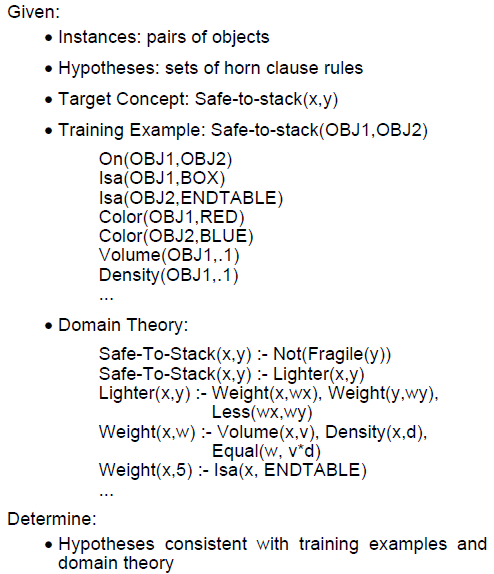 Given:
• Instances: pairs of objects
• Hypotheses: sets of horn clause rules
• Target Concept: Safe-to-stack(x,y)
• Training Example: Safe-to-stack(OBJ1,OBJ2)
On(OBJ1,OBJ2)
Isa(OBJ1,BOX)
Isa(OBJ2,ENDTABLE)
Color(OBJ1,RED)
Color(OBJ2,BLUE)
Volume(OBJ1,.1)
Density(OBJ1,.1)
...
• Domain Theory:
Safe-To-Stack(x,y) :- Not(Fragile(y))
Safe-To-Stack(x,y) :- Lighter(x,y)
Lighter(x,y) :- Weight(x,wx), Weight(y,wy),
Less(wx,wy)
Weight(x,w) :- Volume(x,v), Density(x,d),
Equal(w, v*d)
Weight(x,5) :- Isa(x, ENDTABLE)
...
Determine:
• Hypotheses consistent with training examples and
domain theory